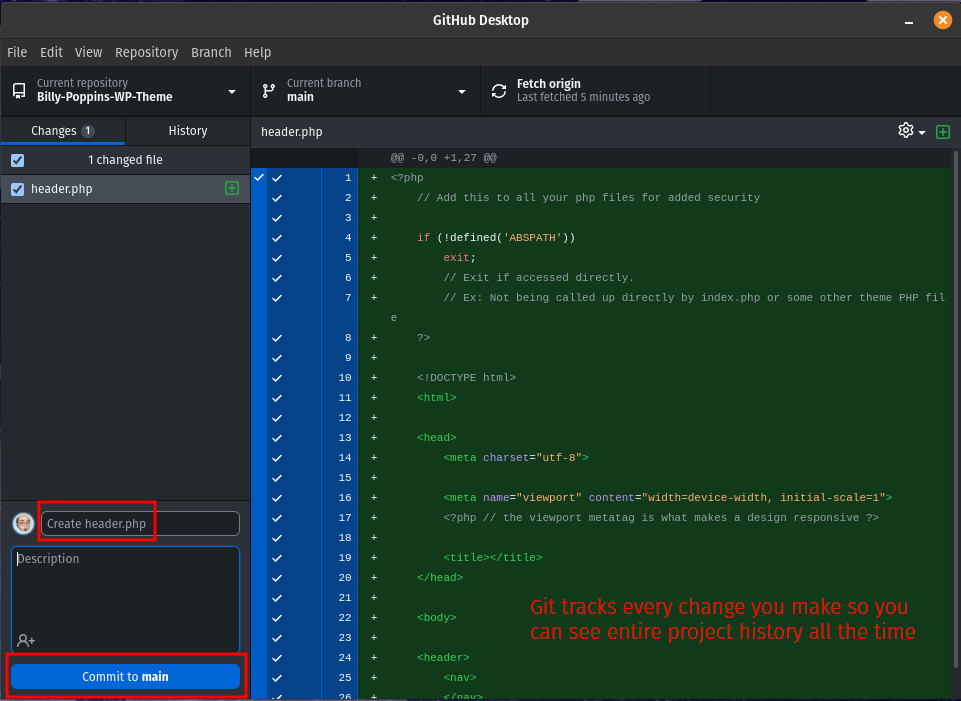 GitHub Desktop
File Edit View Repository Branch Help
Current repository
Billy-Poppins-WP-Theme
Current branch
main
Fetch origin
Last fetched 5 minutes ago
Changes 1
History
header.php
1 changed file
header.php
@@ -0,0 +1,27 @@
1 + <?php
2 + // Add this to all your php files for added security
3 +
4 + if (!defined('ABSPATH'))
5 + exit;
6 + // Exit if accessed directly.
7 + // Ex: Not being called up directly by index.php or some other theme PHP fil
e
8 + ?>
9 +
10 + <!DOCTYPE html>
11 + <html>
12 +
13 + <head>
14 + <meta charset="utf-8">
15 +
16 + <meta name="viewport" content="width=device-width, initial-scale=1">
17 + <?php // the viewport metatag is what makes a design responsive ?>
18 +
19 + <title></title>
20 + </head>
21 +
22 + <body>
23 +
24 + <header>
25 + <nav>
26 + </nav>
Create header.php
Description
Commit to main
Git tracks every change you make so you
can see entire project history all the time